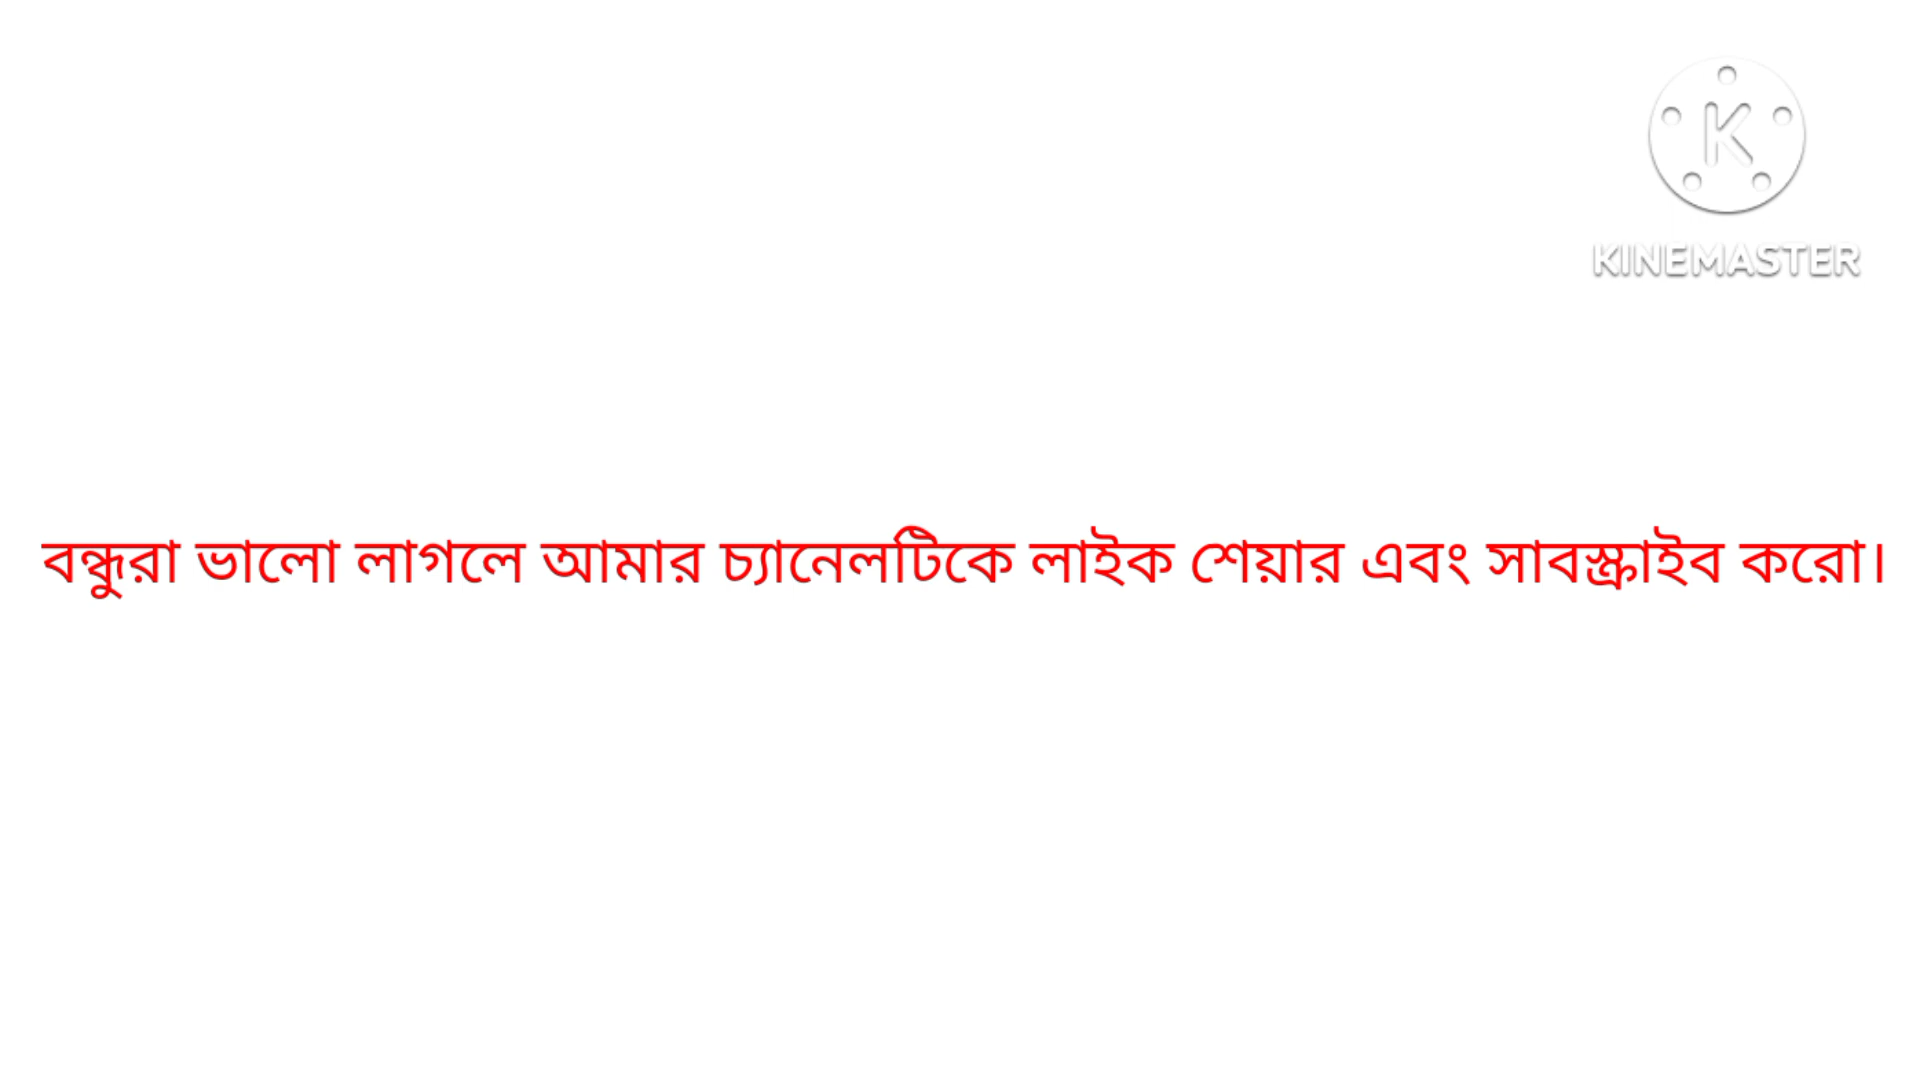 K
KINEMASTER
বন্ধুরা ভালো লাগলে আমার চ্যানেলটিকে লাইক শেয়ার এবং সাবস্ক্রাইব করো।